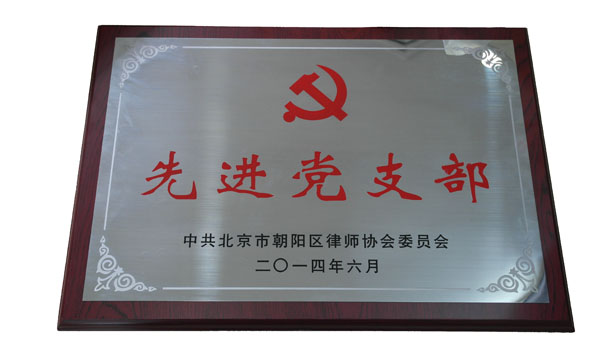 先进党支部
中共北京市朝阳区律师协会委员会
二〇一四年六月